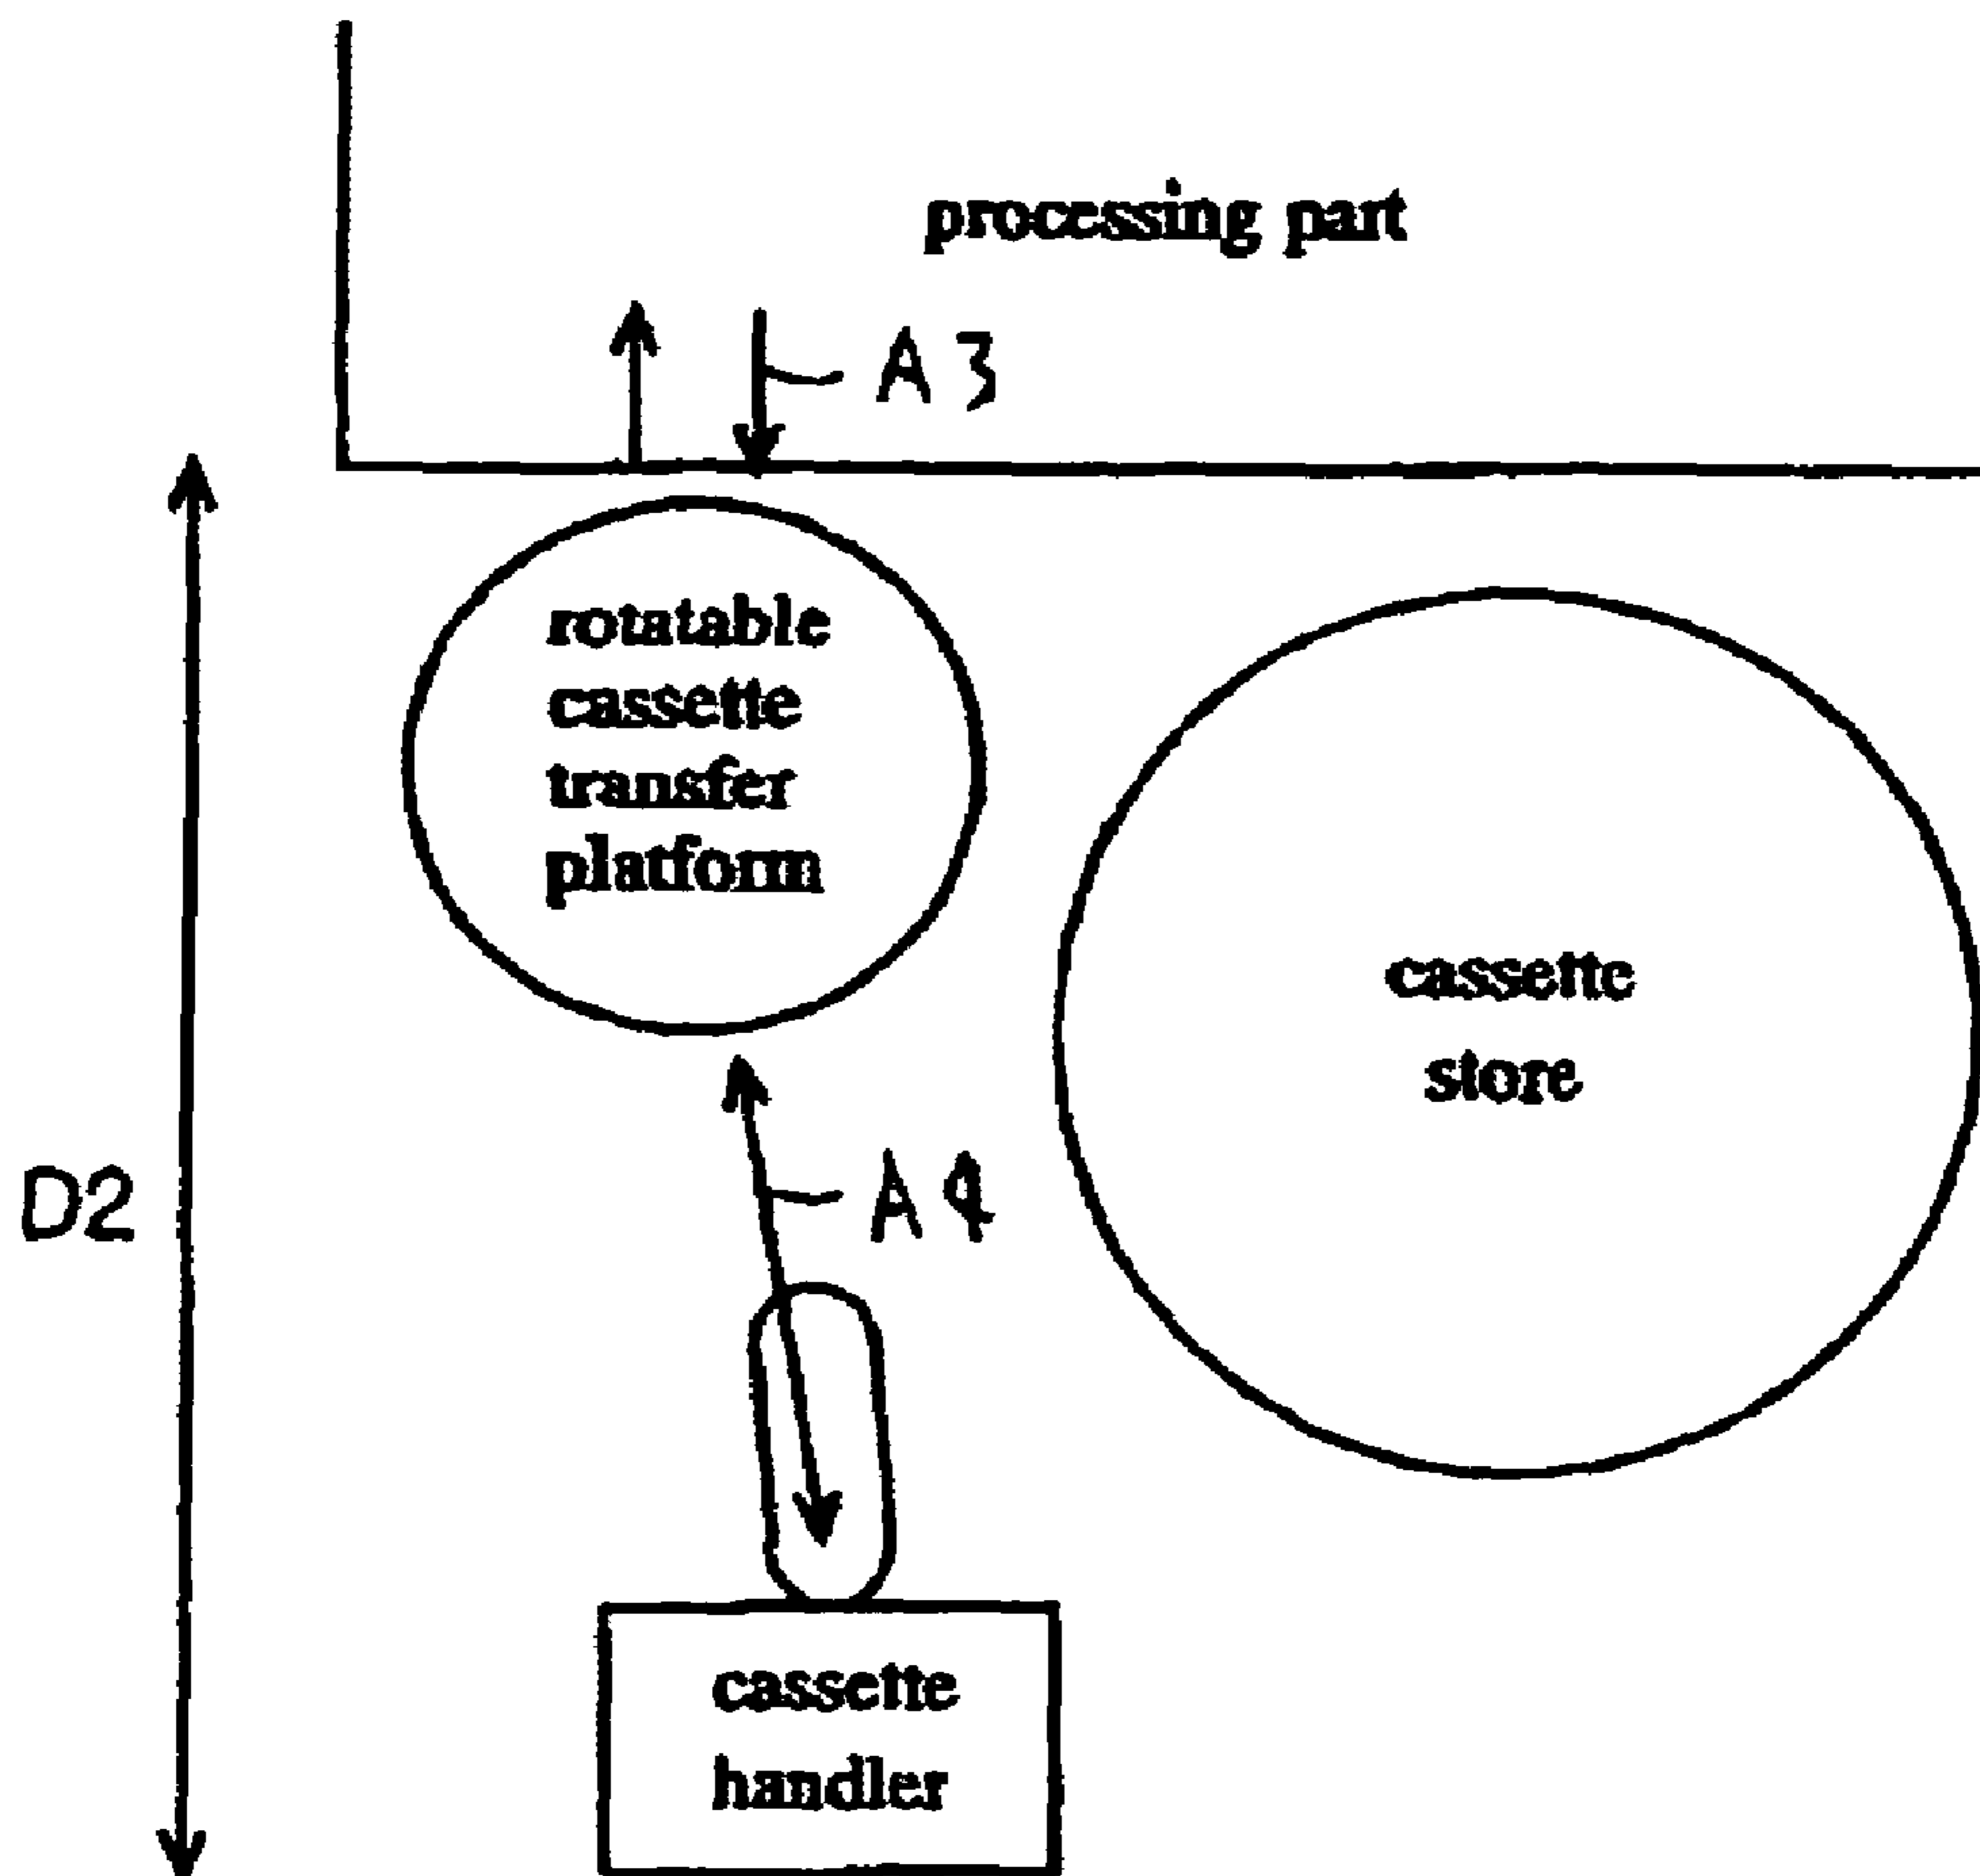 processing part
A3
rotatable
cassette
transfer
platform
cassette
store
D2
A4
cassette
handler